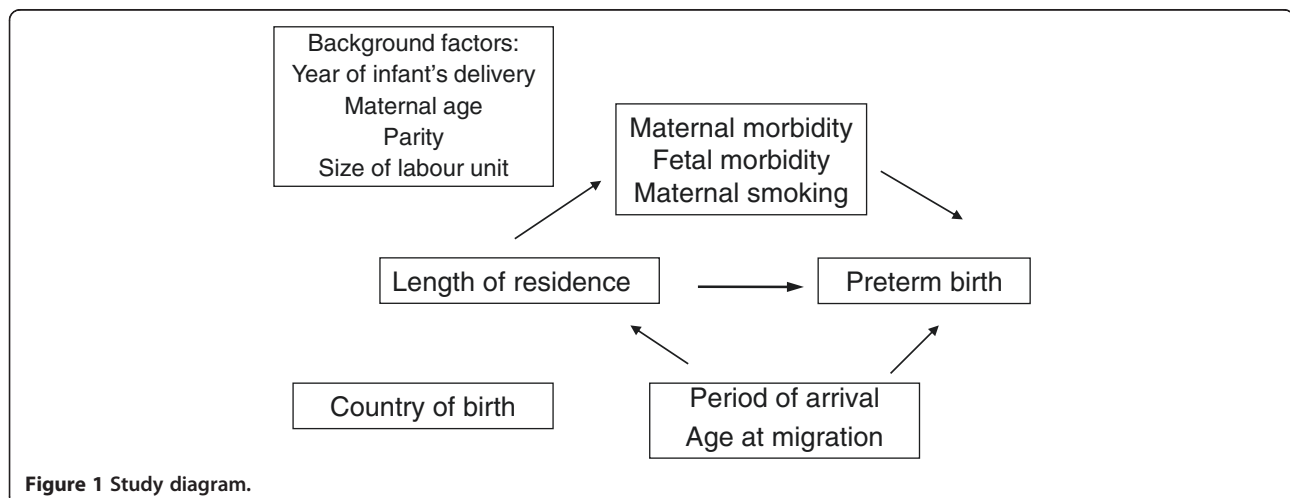 Background factors:
Year of infant's delivery
Maternal age
Parity
Size of labour unit
Maternal morbidity
Fetal morbidity
Maternal smoking
Length of residence
Preterm birth
Country of birth
Period of arrival
Age at migration
Figure 1 Study diagram.